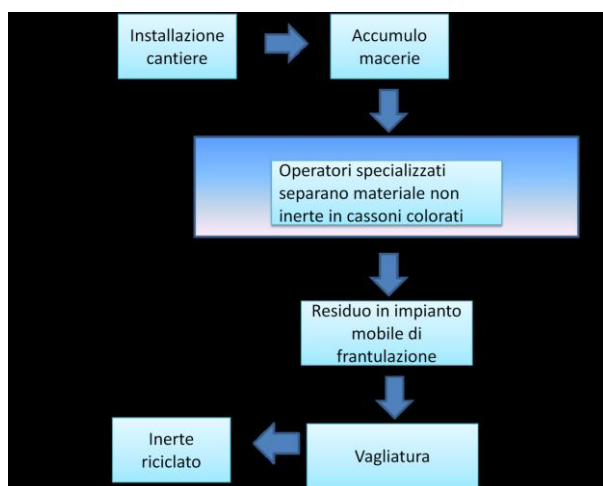 Installazione
cantiere
Accumulo
macerie
Operatori specializzati
separano materiale non
inerte in cassoni colorati
Residuo in impianto
mobile di
frantulazione
Inerte
riciclato
Vagliatura